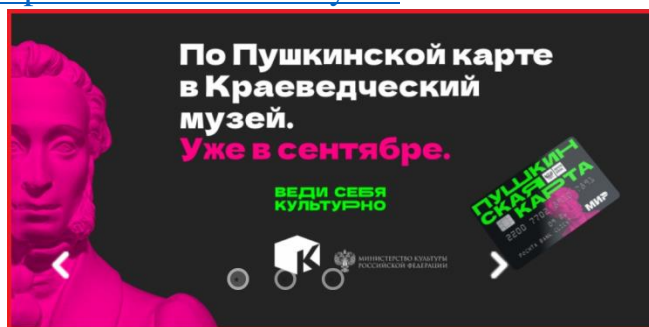 По Пушкинской карте
в Краеведческий
музей.
Уже в сентябре.
ВЕДИ СЕБЯ
КУЛЬТУРНО
МИНИСТЕРСТВО КУЛЬТУРЫ
РОССИЙСКОЙ ФЕДЕРАЦИИ
ПУШКИН
СКАЯ
КАРТА
МИР